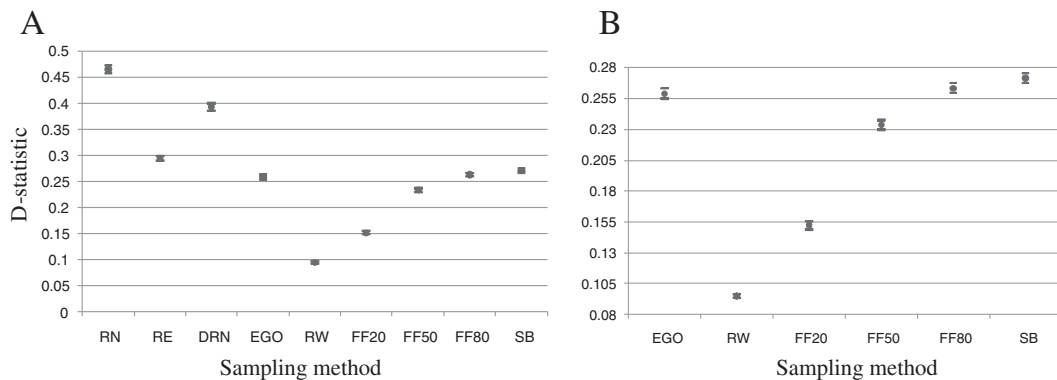 A
D-statistic
0.5
0.45
0.4
0.35
0.3
0.25
0.2
0.15
0.1
0.05
0
RN RE DRN EGO RW FF20 FF50 FF80 SB
Sampling method
B
0.28
0.255
0.23
0.205
0.18
0.155
0.13
0.105
0.08
EGO RW FF20 FF50 FF80 SB
Sampling method